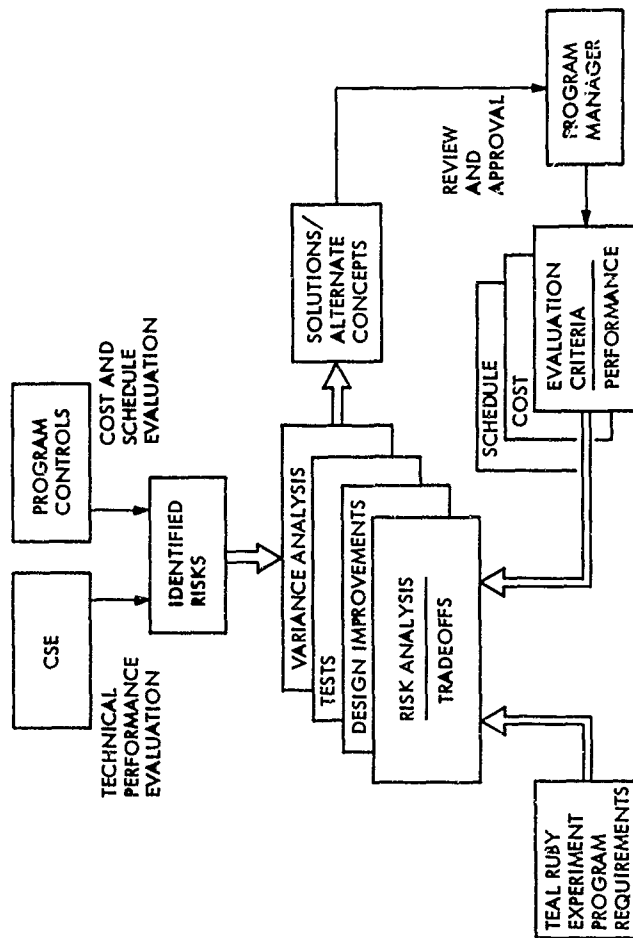 CSE
PROGRAM CONTROLS
TECHNICAL
PERFORMANCE
EVALUATION
COST AND
SCHEDULE
EVALUATION
IDENTIFIED
RISKS
VARIANCE ANALYSIS
TESTS
DESIGN IMPROVEMENTS
RISK ANALYSIS
TRADEOFFS
SOLUTIONS/
ALTERNATE
CONCEPTS
REVIEW
AND
APPROVAL
PROGRAM
MANAGER
SCHEDULE
COST
EVALUATION
CRITERIA
PERFORMANCE
TEAL RUBY
EXPERIMENT
PROGRAM
REQUIREMENTS